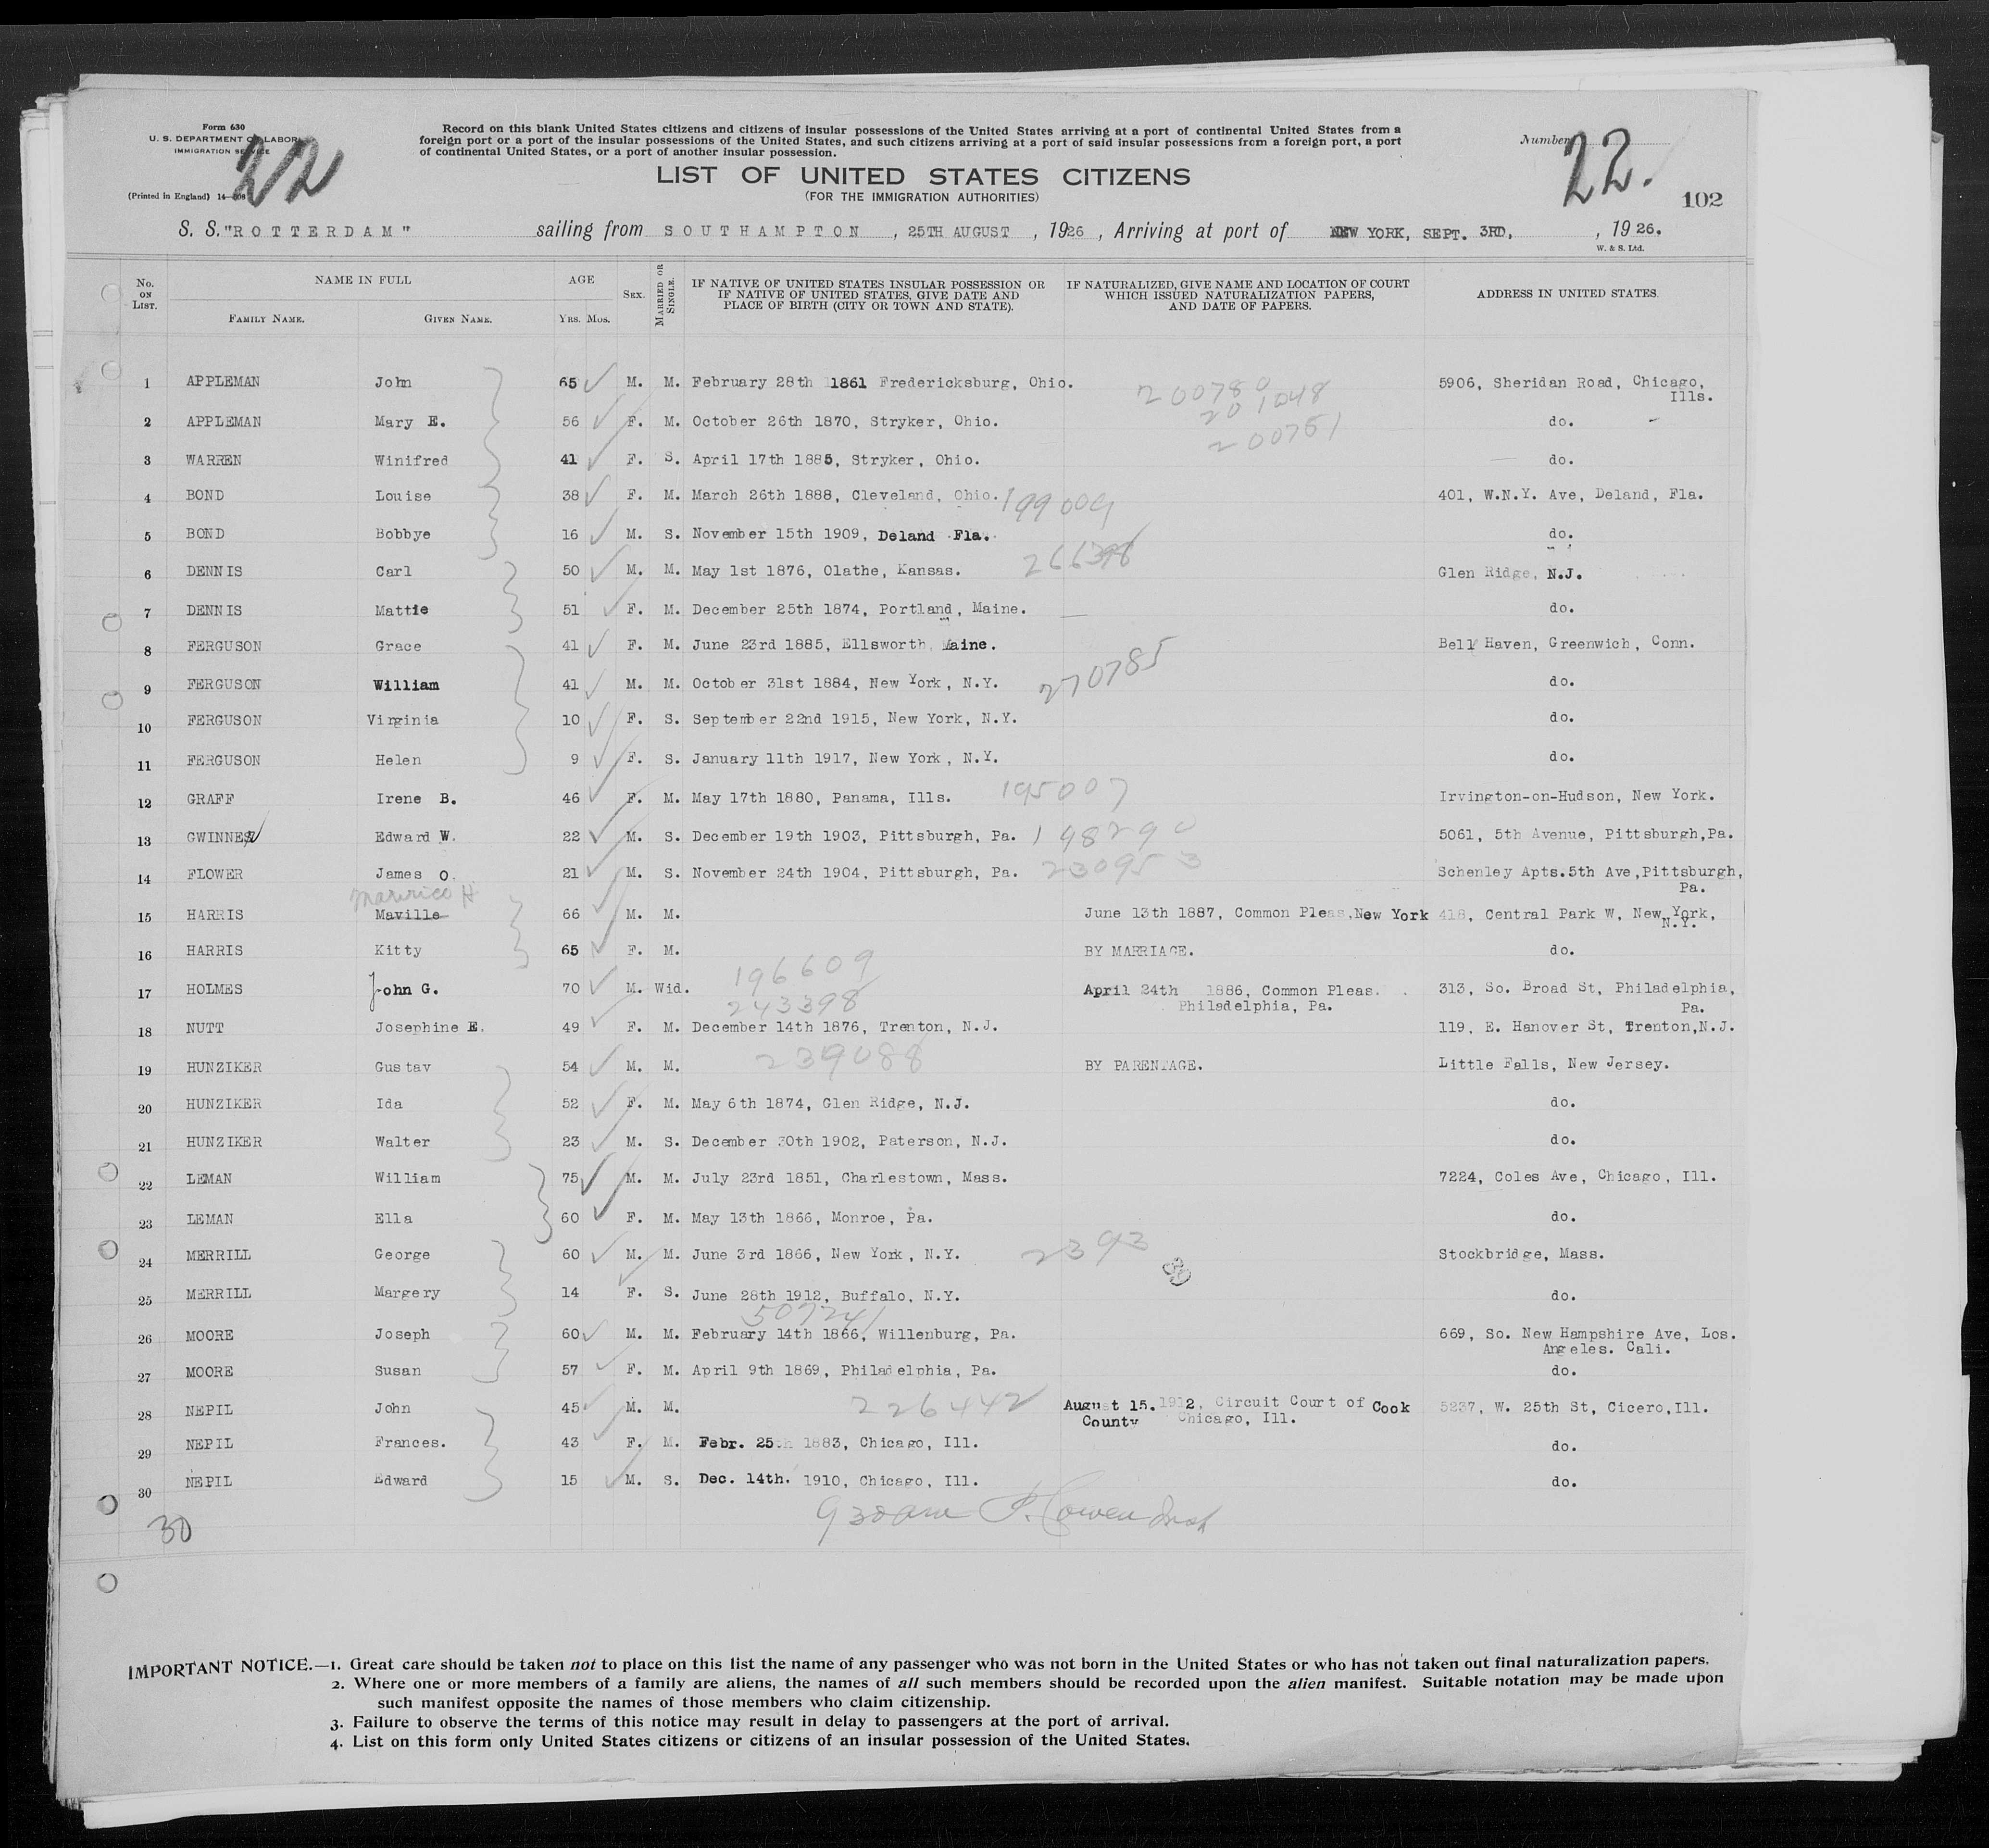 Form 630
U. S. DEPARTMENT OF LABOR
IMMIGRATION SERVICE
22
(Printed in England)
Record on this blank United States citizens and citizens of insular possessions of the United States arriving at a port of continental United States from a
foreign port or a port of the insular possessions of the United States, and such citizens arriving at a port of said insular possessions from a foreign port, a port
of continental United States, or a port of another insular possession.
Number 22.
LIST OF UNITED STATES CITIZENS
(FOR THE IMMIGRATION AUTHORITIES)
102
S. S. "ROTTERDAM" sailing from SOUTHAMPTON, 25TH AUGUST, 1926, Arriving at port of NEW YORK, SEPT. 3RD, , 1926.
W. & S. Ltd.
No. ON LIST. NAME IN FULL FAMILY NAME. GIVEN NAME. AGE YRS. MOS. SEX. MARRIED OR SINGLE. IF NATIVE OF UNITED STATES INSULAR POSSESSION OR IF NATIVE OF UNITED STATES, GIVE DATE AND PLACE OF BIRTH (CITY OR TOWN AND STATE). IF NATURALIZED, GIVE NAME AND LOCATION OF COURT WHICH ISSUED NATURALIZATION PAPERS, AND DATE OF PAPERS. ADDRESS IN UNITED STATES.
1 APPLEMAN John 65 M. M. February 28th 1861 Fredericksburg, Ohio. 200780 5906, Sheridan Road, Chicago, Ills.
201048
2 APPLEMAN Mary E. 56 F. M. October 26th 1870, Stryker, Ohio. do.
200751
3 WARREN Winifred 41 F. S. April 17th 1885, Stryker, Ohio. do.
4 BOND Louise 38 F. M. March 26th 1888, Cleveland, Ohio. 199009 401, W.N.Y. Ave, Deland, Fla.
5 BOND Bobbye 16 M. S. November 15th 1909, Deland Fla. do.
6 DENNIS Carl 50 M. M. May 1st 1876, Olathe, Kansas. 266398 Glen Ridge, N.J.
7 DENNIS Mattie 51 F. M. December 25th 1874, Portland, Maine. do.
8 FERGUSON Grace 41 F. M. June 23rd 1885, Ellsworth, Maine. Bell Haven, Greenwich, Conn.
9 FERGUSON William 41 M. M. October 31st 1884, New York, N.Y. 270785 do.
10 FERGUSON Virginia 10 F. S. September 22nd 1915, New York, N.Y. do.
11 FERGUSON Helen 9 F. S. January 11th 1917, New York, N.Y. do.
12 GRAFF Irene B. 46 F. M. May 17th 1880, Panama, Ills. 195007 Irvington-on-Hudson, New York.
13 GWINNER Edward W. 22 M. S. December 19th 1903, Pittsburgh, Pa. 198290 5061, 5th Avenue, Pittsburgh,Pa.
14 FLOWER James O. 21 M. S. November 24th 1904, Pittsburgh, Pa. 230953 Schenley Apts.5th Ave,Pittsburgh, Pa.
15 HARRIS Maville 66 M. M. June 13th 1887, Common Pleas,New York 418, Central Park W, New York, N.Y.
16 HARRIS Kitty 65 F. M. BY MARRIAGE. do.
196609
17 HOLMES John G. 70 M. Wid. April 24th 1886, Common Pleas. Philadelphia, Pa. 313, So. Broad St, Philadelphia, Pa.
243398
18 NUTT Josephine E. 49 F. M. December 14th 1876, Trenton, N.J. 119, E. Hanover St, Trenton,N.J.
19 HUNZIKER Gustav 54 M. M. 239088 BY PARENTAGE. Little Falls, New Jersey.
20 HUNZIKER Ida 52 F. M. May 6th 1874, Glen Ridge, N.J. do.
21 HUNZIKER Walter 23 M. S. December 30th 1902, Paterson, N.J. do.
22 LEMAN William 75 M. M. July 23rd 1851, Charlestown, Mass. 7224, Coles Ave, Chicago, Ill.
23 LEMAN Ella 60 F. M. May 13th 1866, Monroe, Pa. do.
24 MERRILL George 60 M. M. June 3rd 1866, New York, N.Y. 2393 30 Stockbridge, Mass.
25 MERRILL Margery 14 F. S. June 28th 1912, Buffalo, N.Y. do.
507241
26 MOORE Joseph 60 M. M. February 14th 1866, Willenburg, Pa. 669, So. New Hampshire Ave, Los. Angeles. Cali.
27 MOORE Susan 57 F. M. April 9th 1869, Philadelphia, Pa. do.
28 NEPIL John 45 M. M. 226442 August 15.1912, Circuit Court of Cook County Chicago, Ill. 5237, W. 25th St, Cicero,Ill.
29 NEPIL Frances. 43 F. M. Febr. 25th 1883, Chicago, Ill. do.
30 NEPIL Edward 15 M. S. Dec. 14th. 1910, Chicago, Ill. do.
30
930am
IMPORTANT NOTICE.—1. Great care should be taken not to place on this list the name of any passenger who was not born in the United States or who has not taken out final naturalization papers.
2. Where one or more members of a family are aliens, the names of all such members should be recorded upon the alien manifest. Suitable notation may be made upon
such manifest opposite the names of those members who claim citizenship.
3. Failure to observe the terms of this notice may result in delay to passengers at the port of arrival.
4. List on this form only United States citizens or citizens of an insular possession of the United States.